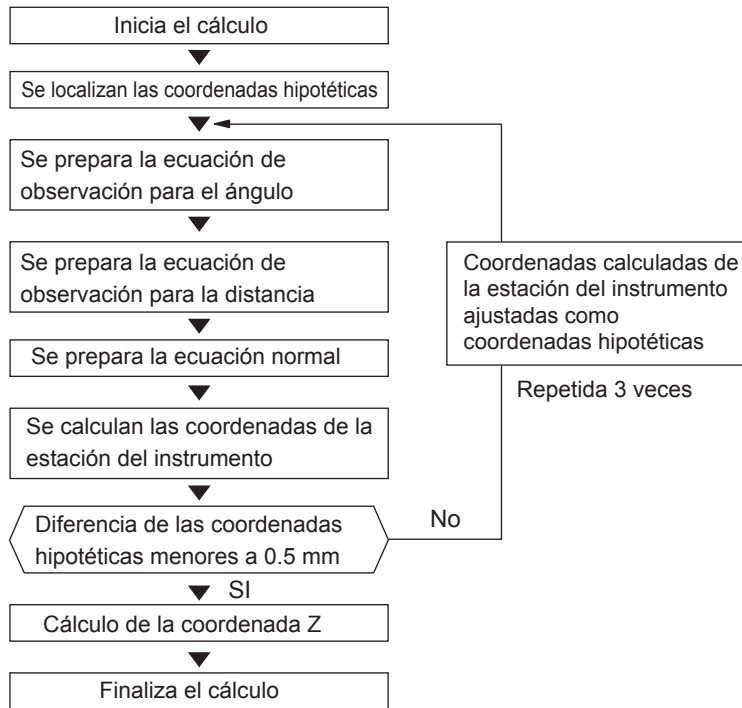 Inicia el cálculo
Se localizan las coordenadas hipotéticas
Se prepara la ecuación de
observación para el ángulo
Se prepara la ecuación de
observación para la distancia
Se prepara la ecuación normal
Se calculan las coordenadas de la
estación del instrumento
Diferencia de las coordenadas
hipotéticas menores a 0.5 mm
No
Coordenadas calculadas de
la estación del instrumento
ajustadas como
coordenadas hipotéticas
Repetida 3 veces
SI
Cálculo de la coordenada Z
Finaliza el cálculo